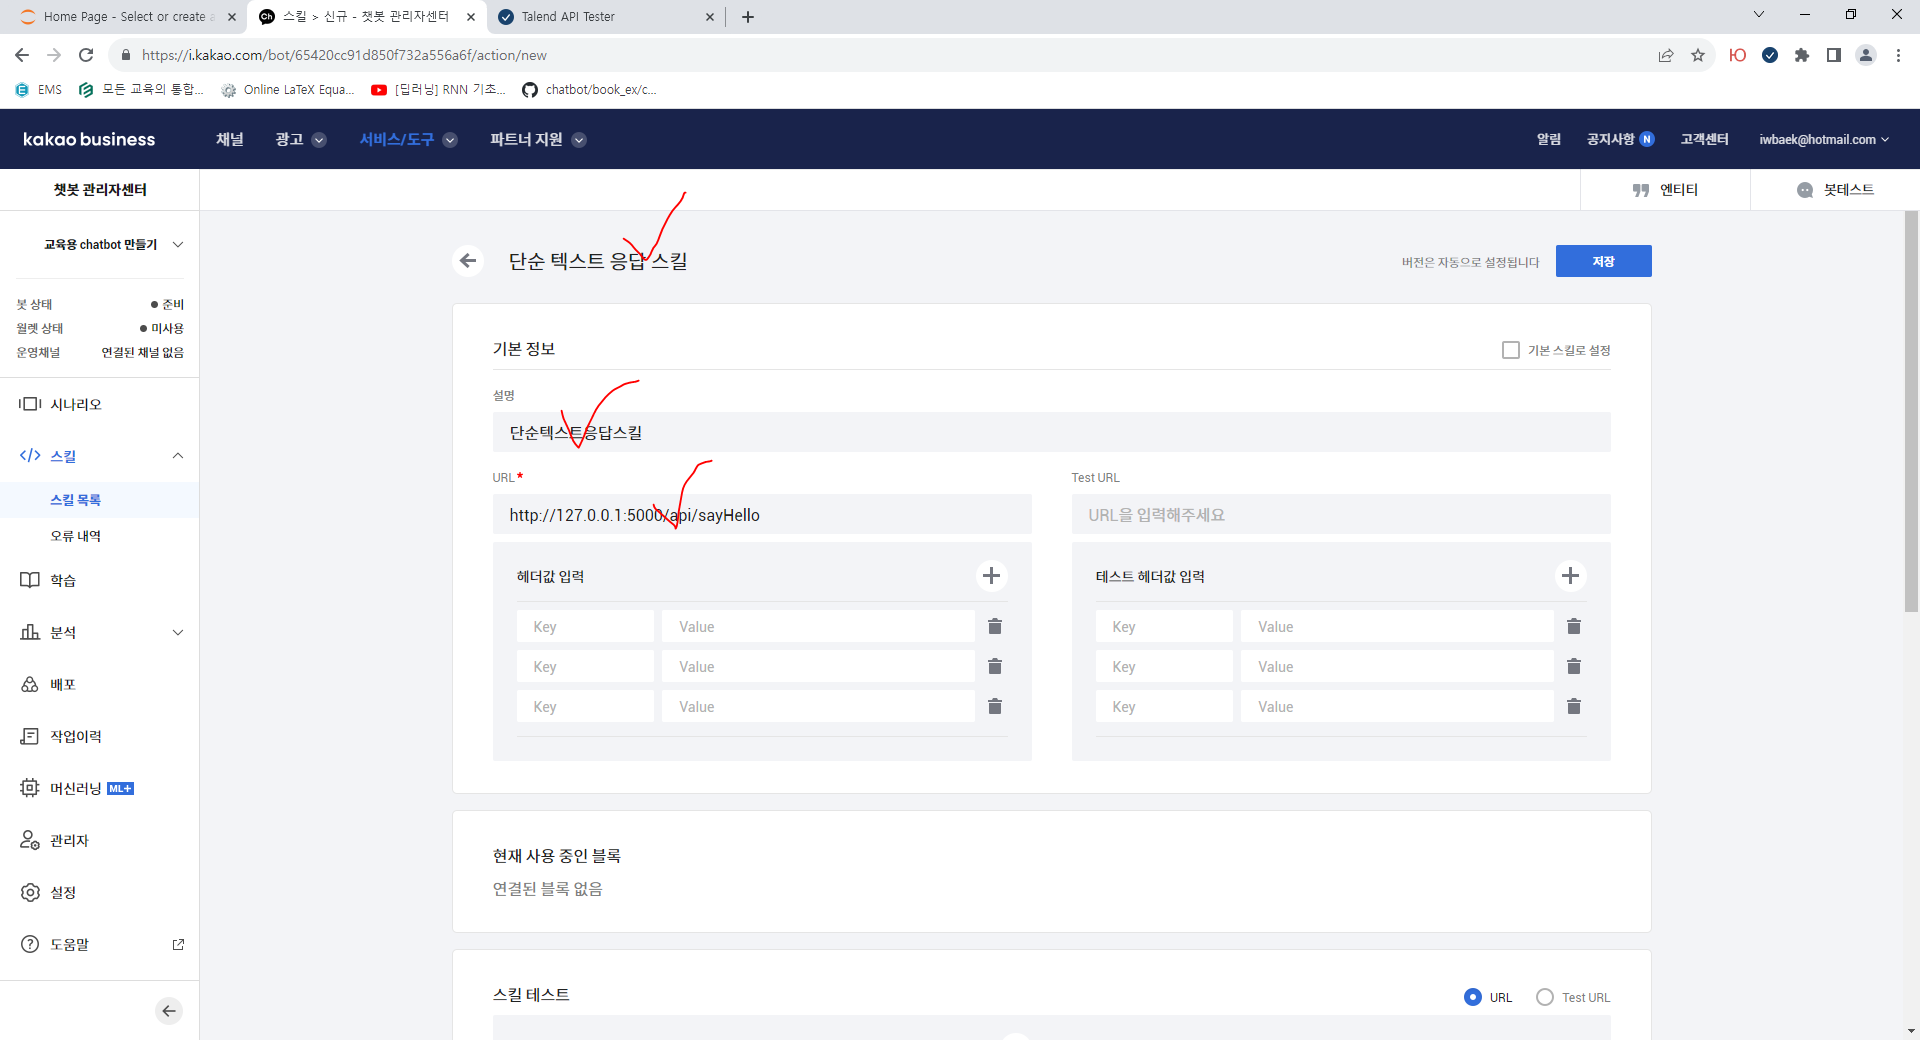 Home Page - Select or create a
스킬 > 신규 - 챗봇 관리자센터
Talend API Tester
https://i.kakao.com/bot/65420cc91d850f732a556a6f/action/new
EMS
모든 교육의 통합...
Online LaTeX Equa...
[딥러닝] RNN 기초...
chatbot/book_ex/c...
kakao business
채널
광고
서비스/도구
파트너 지원
알림
공지사항 N
고객센터
iwbaek@hotmail.com
챗봇 관리자센터
엔티티
봇테스트
교육용 chatbot 만들기
봇 상태
준비
월렛 상태
미사용
운영채널
연결된 채널 없음
시나리오
스킬
스킬 목록
오류 내역
학습
분석
배포
작업이력
머신러닝 ML+
관리자
설정
도움말
단순 텍스트 응답 스킬
버전은 자동으로 설정됩니다
저장
기본 정보
기본 스킬로 설정
설명
단순텍스트응답스킬
URL*
Test URL
http://127.0.0.1:5000/api/sayHello
URL을 입력해주세요
헤더값 입력
테스트 헤더값 입력
Key Value
Key Value
Key Value
Key Value
Key Value
Key Value
현재 사용 중인 블록
연결된 블록 없음
스킬 테스트
URL
Test URL